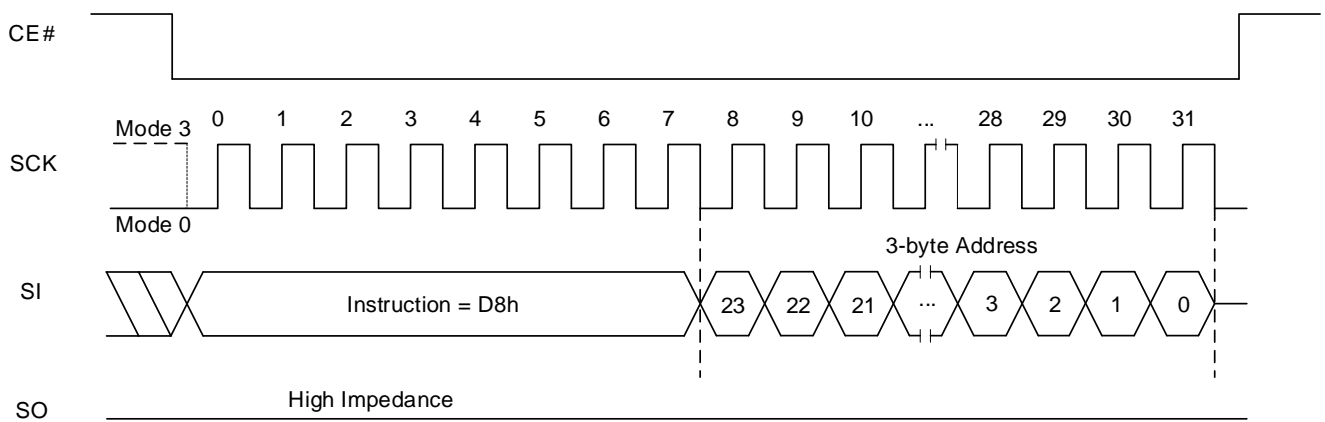 CE#
Mode 3
0 1 2 3 4 5 6 7 8 9 10 ... 28 29 30 31
SCK
Mode 0
3-byte Address
SI
Instruction = D8h
23 22 21 ... 3 2 1 0
High Impedance
SO